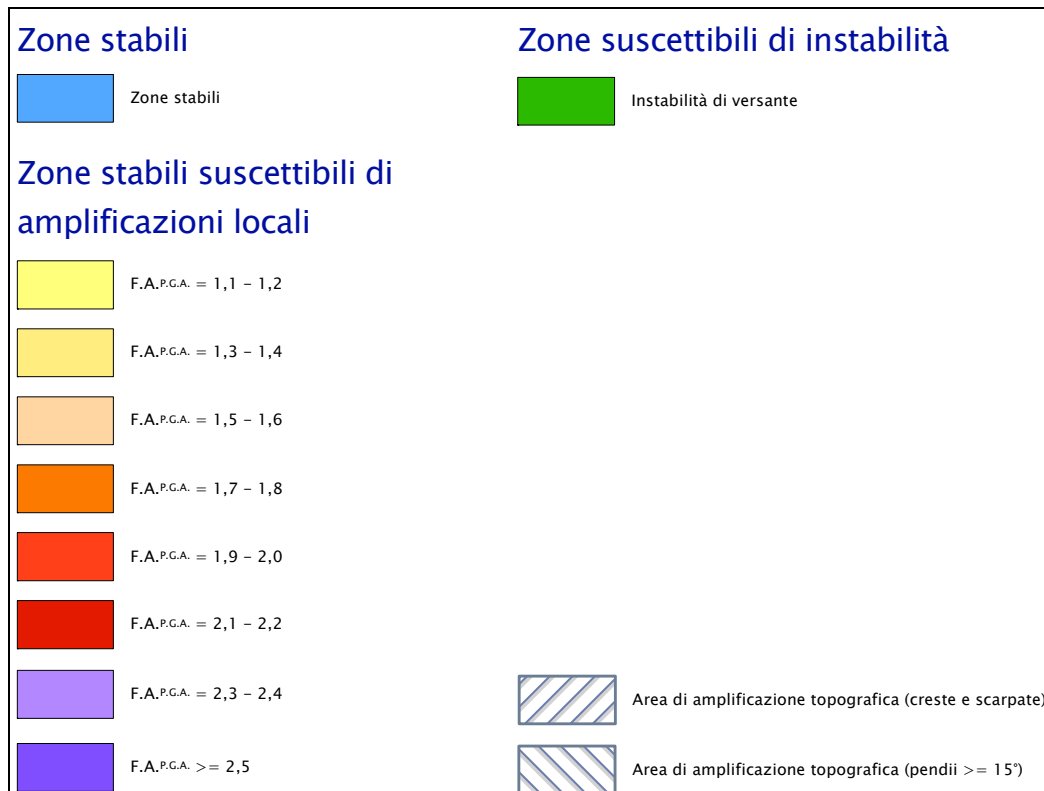 Zone stabili
Zone stabili
Zone stabili suscettibili di
amplificazioni locali
F.A.P.G.A. = 1,1 – 1,2
F.A.P.G.A. = 1,3 – 1,4
F.A.P.G.A. = 1,5 – 1,6
F.A.P.G.A. = 1,7 – 1,8
F.A.P.G.A. = 1,9 – 2,0
F.A.P.G.A. = 2,1 – 2,2
F.A.P.G.A. = 2,3 – 2,4
F.A.P.G.A. >= 2,5
Zone suscettibili di instabilità
Instabilità di versante
Area di amplificazione topografica (creste e scarpate)
Area di amplificazione topografica (pendii >= 15°)